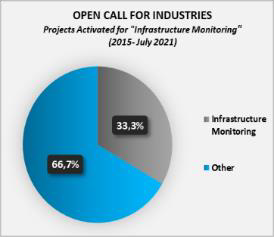 OPEN CALL FOR INDUSTRIES
Projects Activated for "Infrastructure Monitoring"
(2015- July 2021)
33,3%
66,7%
Infrastructure
Monitoring
Other